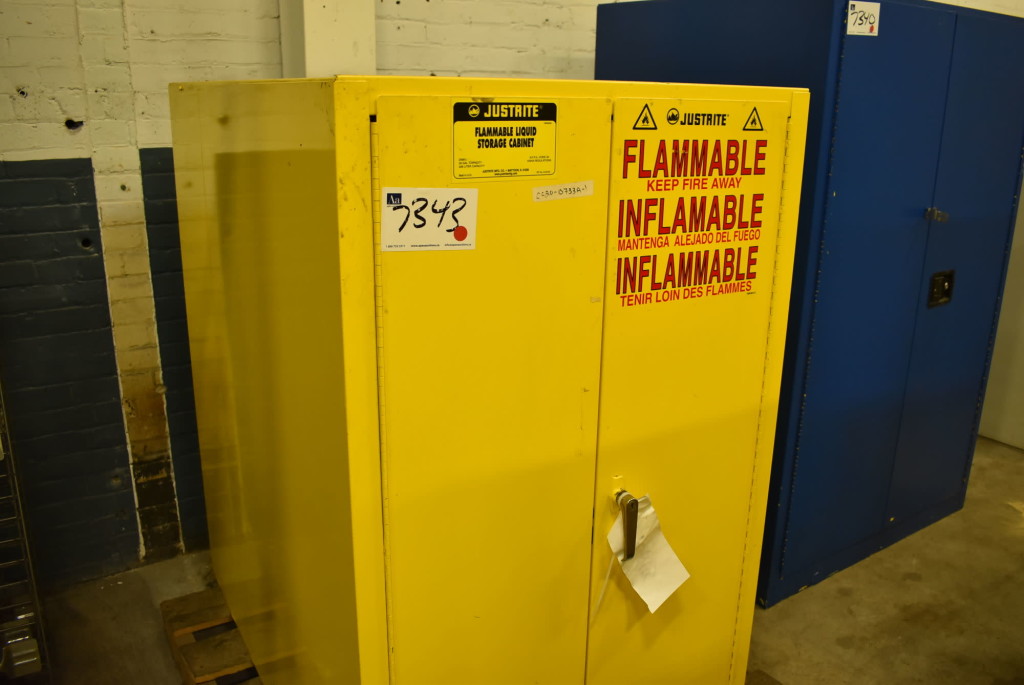 JUSTRITE
FLAMMABLE LIQUID
STORAGE CABINET
7343
JUSTRITE
FLAMMABLE
KEEP FIRE AWAY
INFLAMABLE
MANTENGA ALEJADO DEL FUEGO
INFLAMMABLE
TENIR LOIN DES FLAMMES
7340